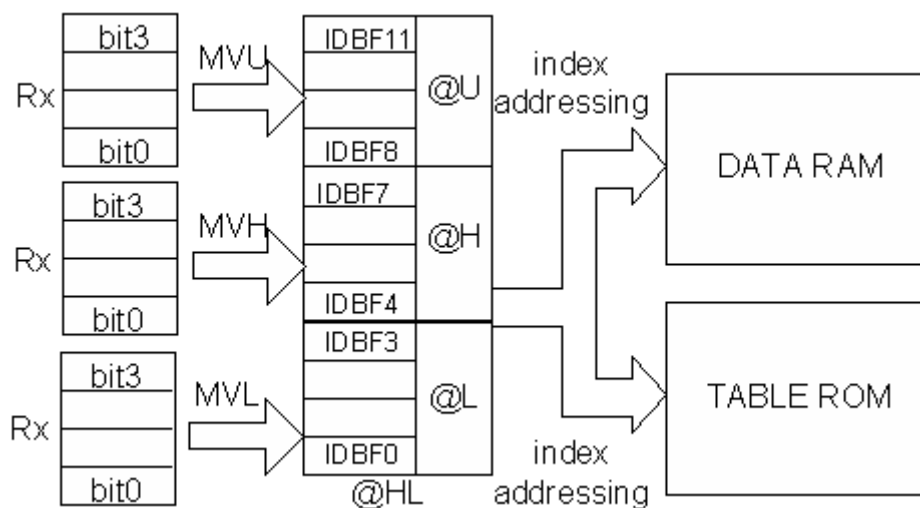 bit3
Rx
bit0
MVU
IDBF11
IDBF8
@U
index
addressing
DATA RAM
bit3
Rx
bit0
MVH
IDBF7
IDBF4
@H
bit3
Rx
bit0
MVL
IDBF3
IDBF0
@L
@HL
index
addressing
TABLE ROM